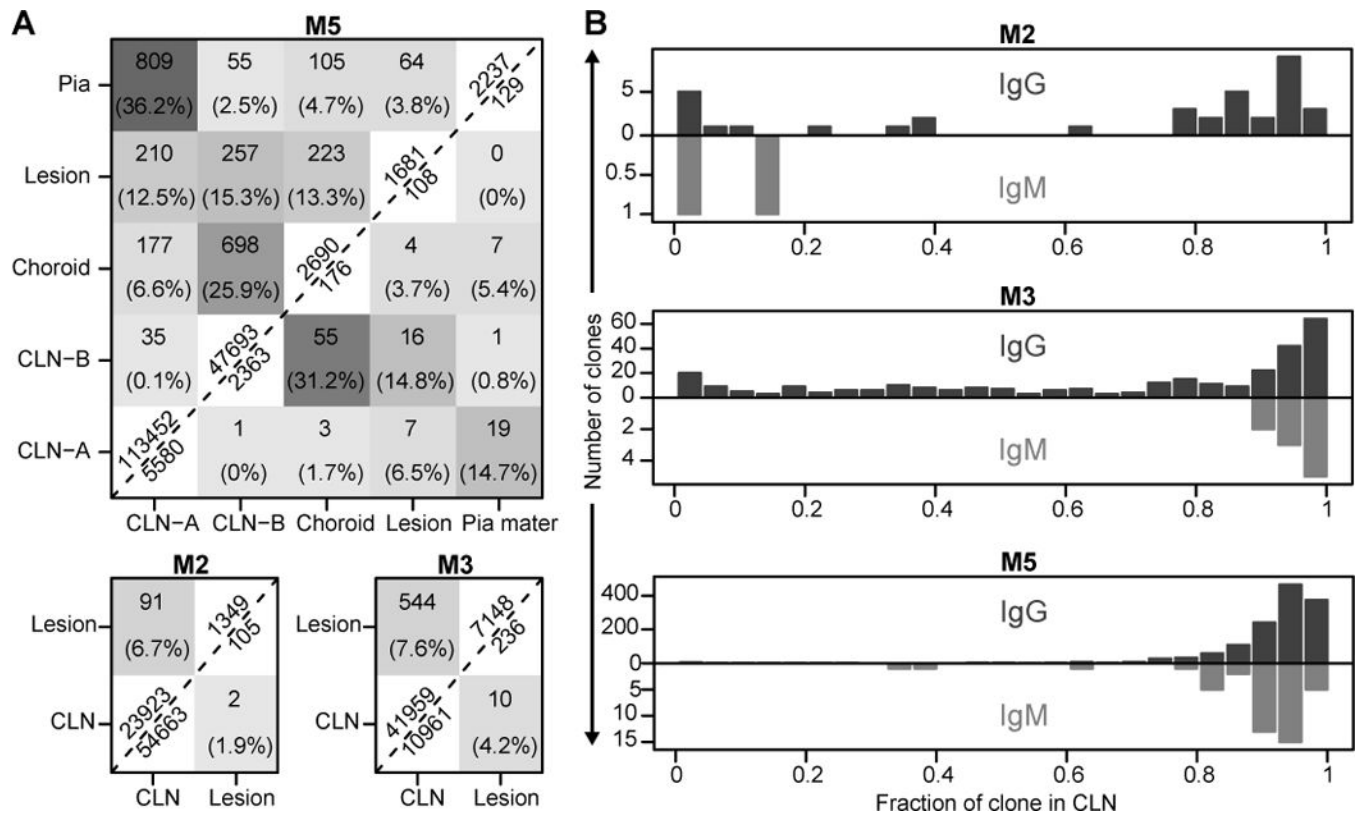 A
M5
Pia
809 55 105 64 2237
(36.2%) (2.5%) (4.7%) (3.8%) 129
Lesion
210 257 223 1681 0
(12.5%) (15.3%) (13.3%) 108 (0%)
Choroid
177 698 2690 4 7
(6.6%) (25.9%) 176 (3.7%) (5.4%)
CLN-B
35 47693 55 16 1
(0.1%) 2363 (31.2%) (14.8%) (0.8%)
CLN-A
113452 1 3 7 19
5580 (0%) (1.7%) (6.5%) (14.7%)
CLN-A CLN-B Choroid Lesion Pia mater
M2
Lesion
91 1349
(6.7%) 105
CLN
23923 2
54663 (1.9%)
CLN Lesion
M3
Lesion
544 7148
(7.6%) 236
CLN
41959 10
10961 (4.2%)
CLN Lesion
B
Number of clones
M2
IgG
5
0
0.5
1
IgM
0 0.2 0.4 0.6 0.8 1
M3
IgG
60
40
20
0
2
4
IgM
0 0.2 0.4 0.6 0.8 1
M5
IgG
400
200
0
5
10
15
IgM
0 0.2 0.4 0.6 0.8 1
Fraction of clone in CLN